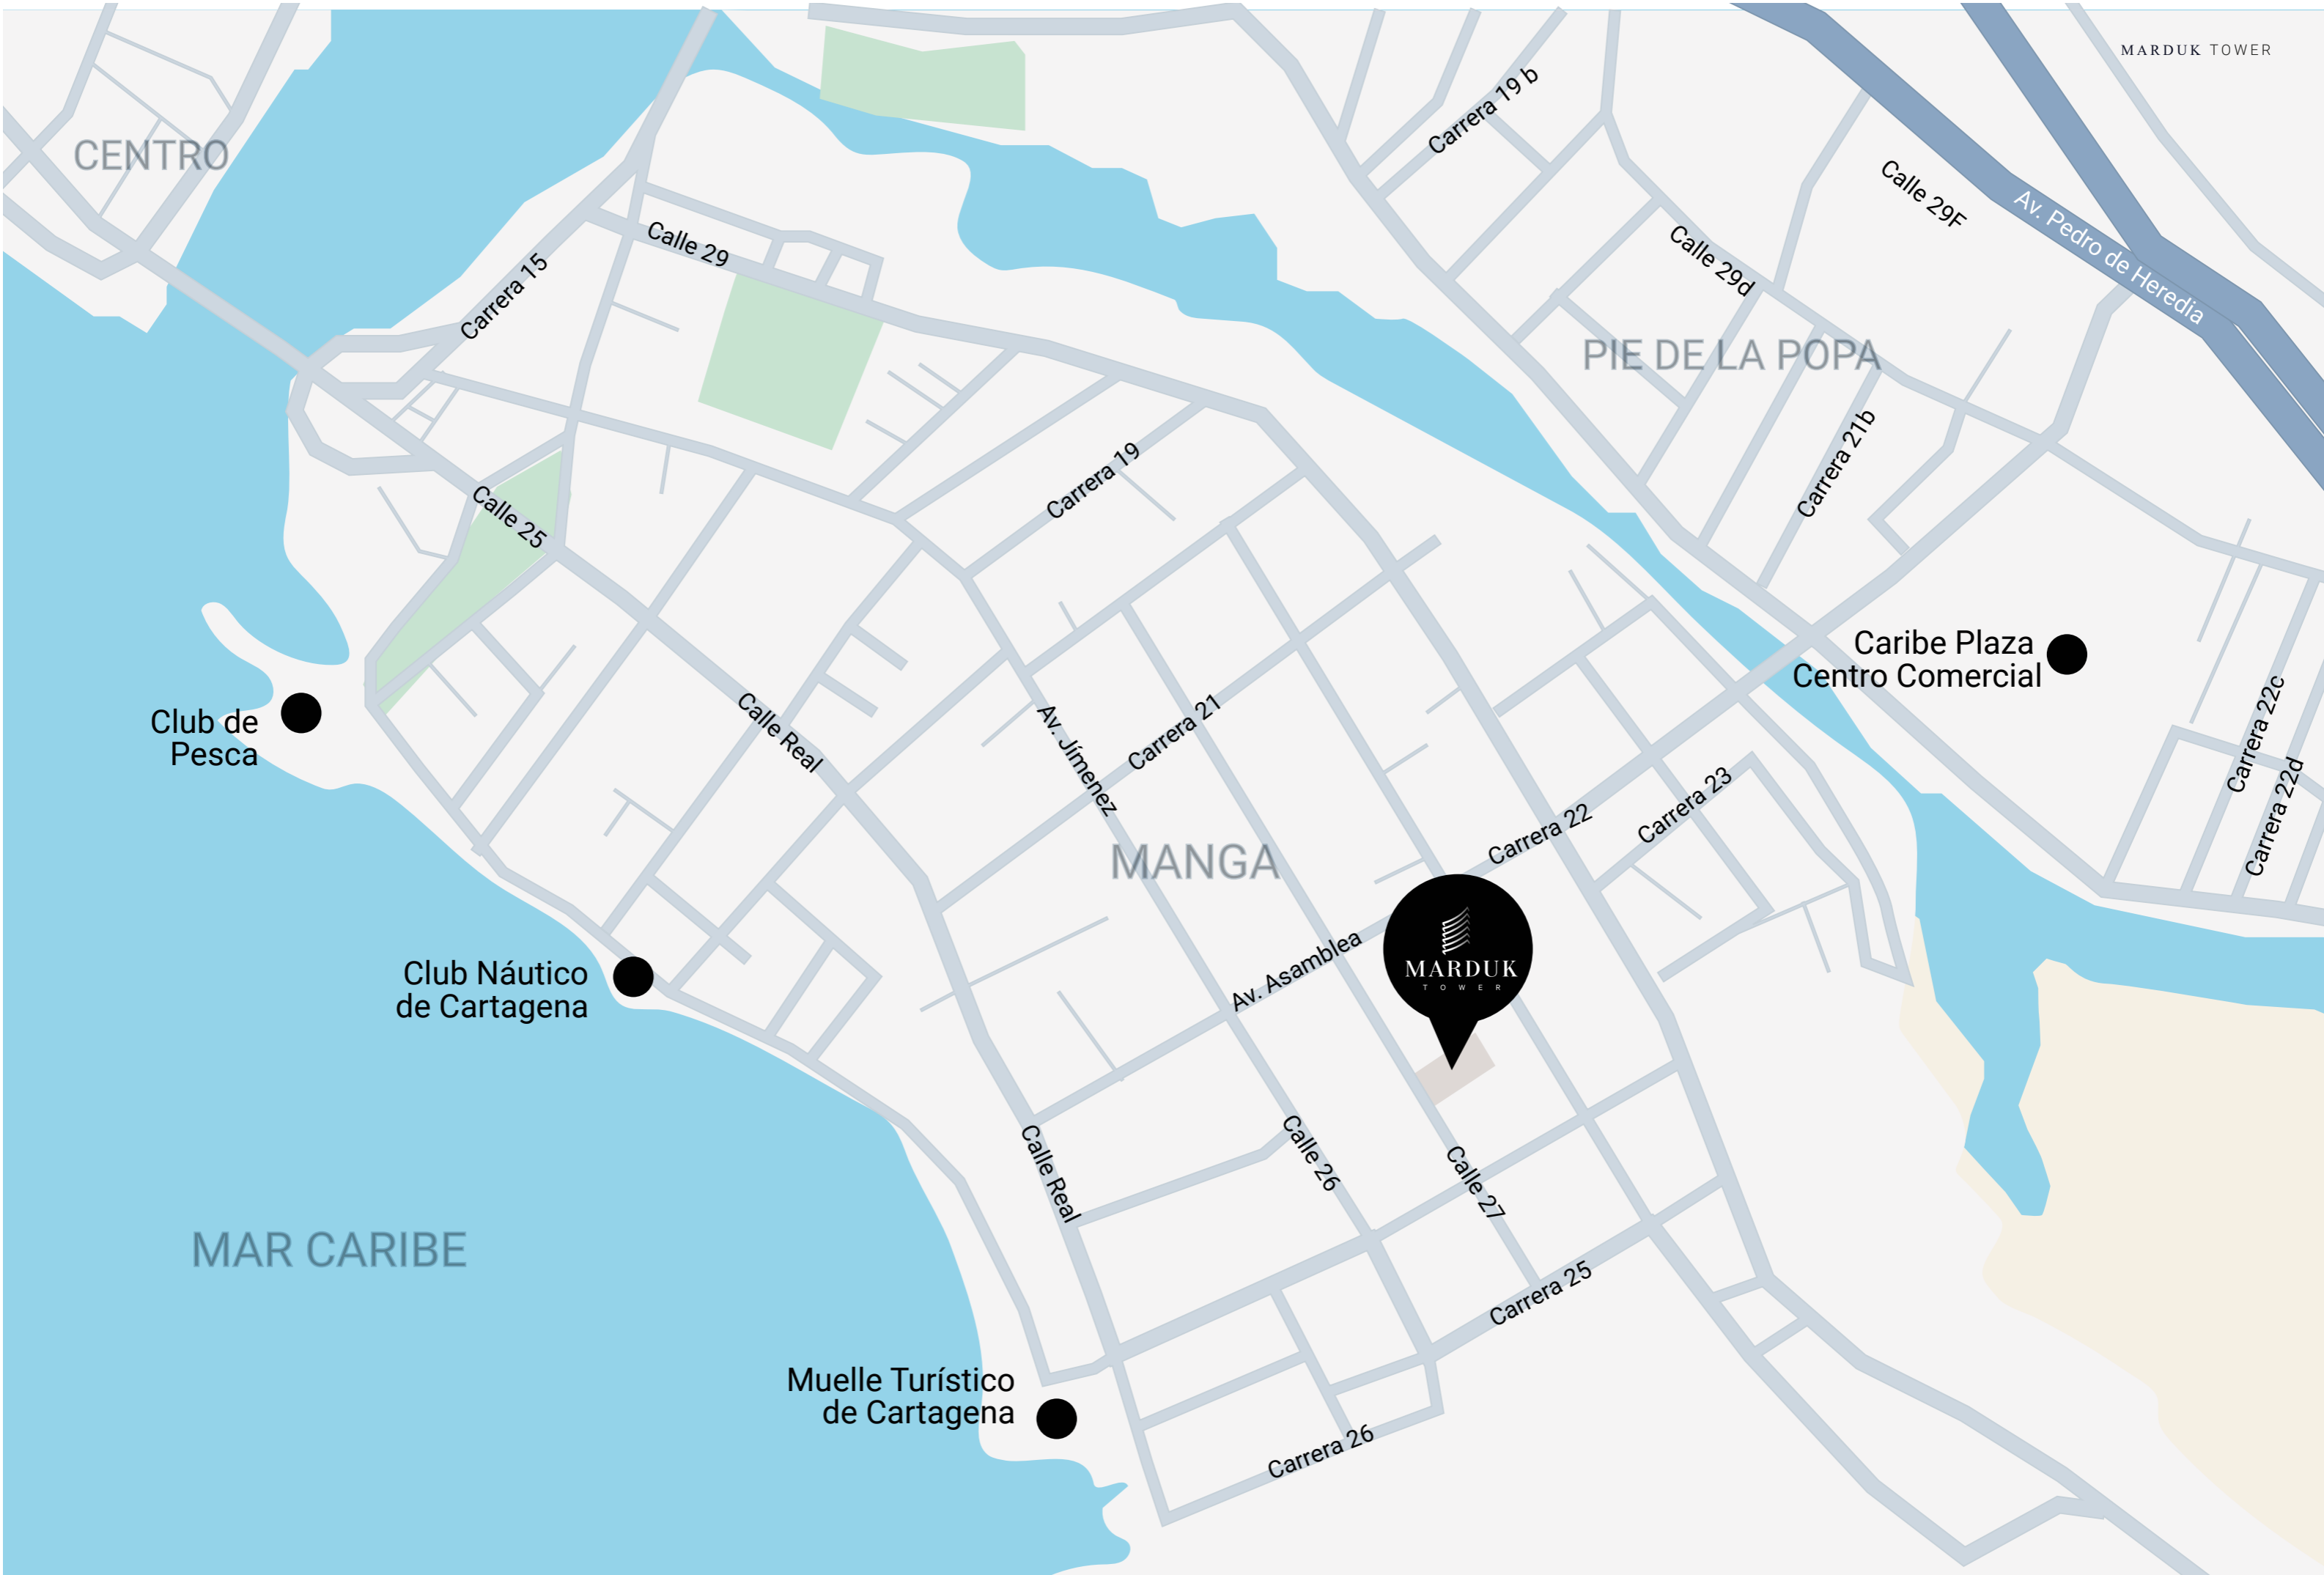 MARDUK TOWER
CENTRO
Carrera 19 b
Calle 29F
Av. Pedro de Heredia
Calle 29
Calle 29d
Carrera 15
PIE DE LA POPA
Carrera 19
Carrera 21b
Calle 25
Caribe Plaza
Centro Comercial
Club de
Pesca
Calle Real
Av. Jímenez
Carrera 21
Carrera 22c
Carrera 22d
Carrera 23
Carrera 22
MANGA
MARDUK
TOWER
Av. Asamblea
Club Náutico
de Cartagena
Calle Real
Calle 26
Calle 27
MAR CARIBE
Carrera 25
Muelle Turístico
de Cartagena
Carrera 26